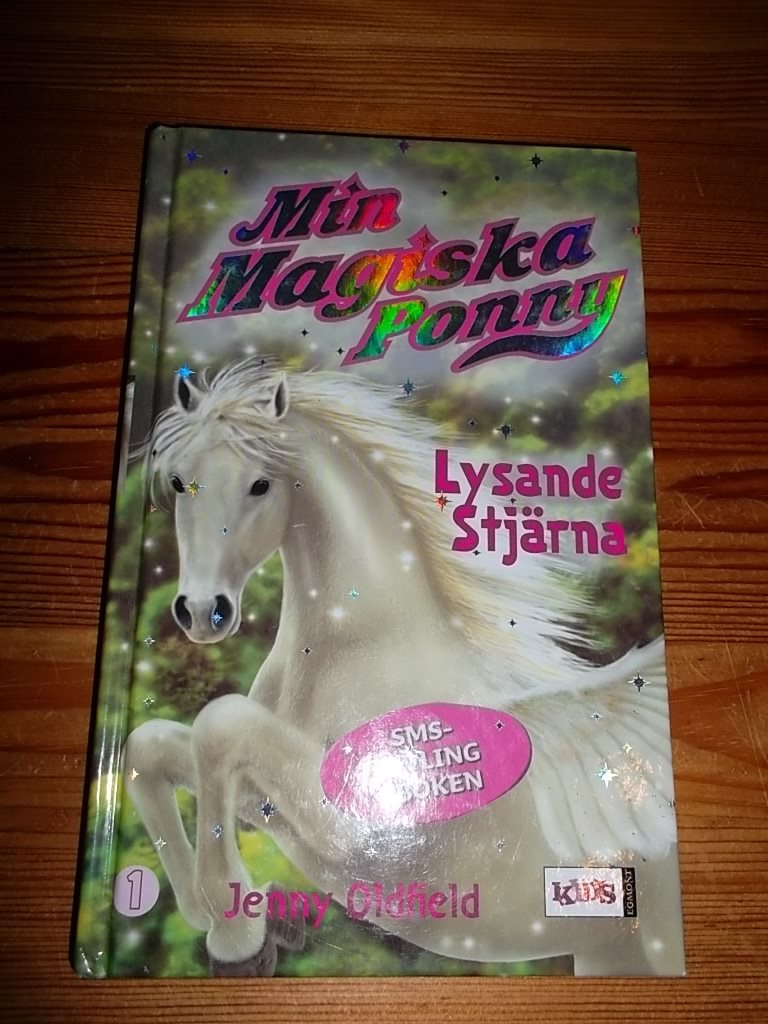 Min
Magiska
Ponny
Lysande
Stjärna
SMS-
1
Jenny Oldfield
KIDS
EGMONT